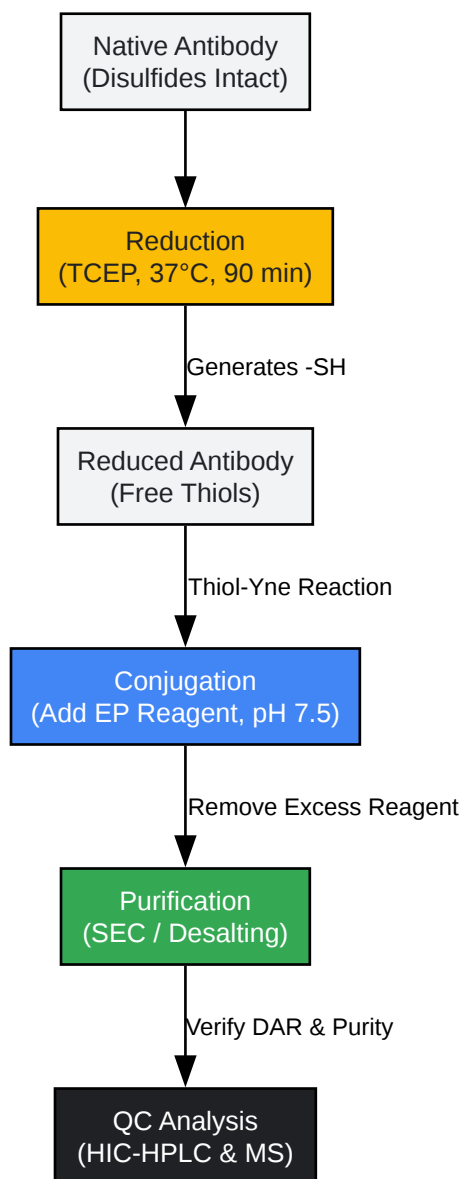 Native Antibody
(Disulfides Intact)
Reduction
(TCEP, 37°C, 90 min)
Generates -SH
Reduced Antibody
(Free Thiols)
Thiol-Yne Reaction
Conjugation
(Add EP Reagent, pH 7.5)
Remove Excess Reagent
Purification
(SEC / Desalting)
Verify DAR & Purity
QC Analysis
(HIC-HPLC & MS)